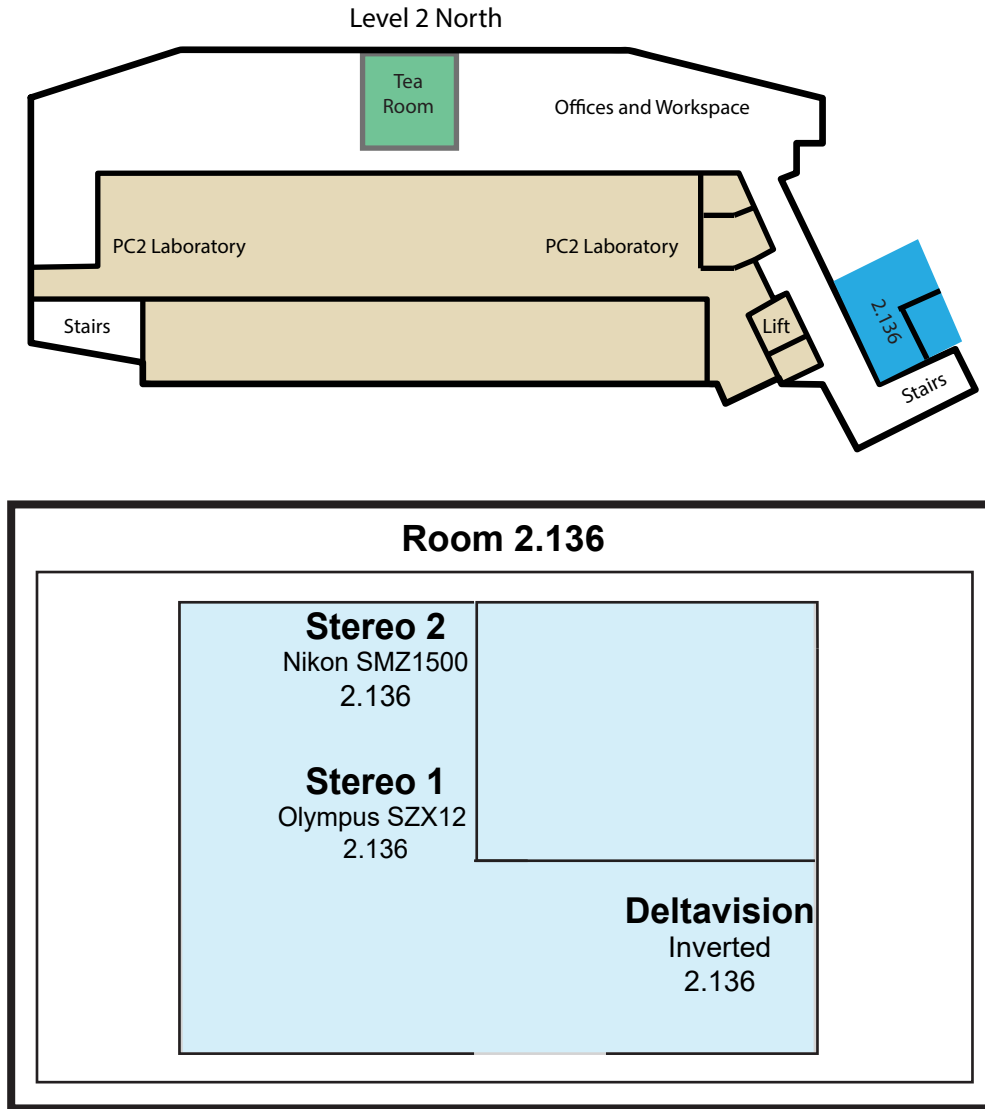 Level 2 North
Tea
Room
Offices and Workspace
PC2 Laboratory
PC2 Laboratory
Stairs
Lift
2.136
Stairs
Room 2.136
Stereo 2
Nikon SMZ1500
2.136
Stereo 1
Olympus SZX12
2.136
Deltavision
Inverted
2.136